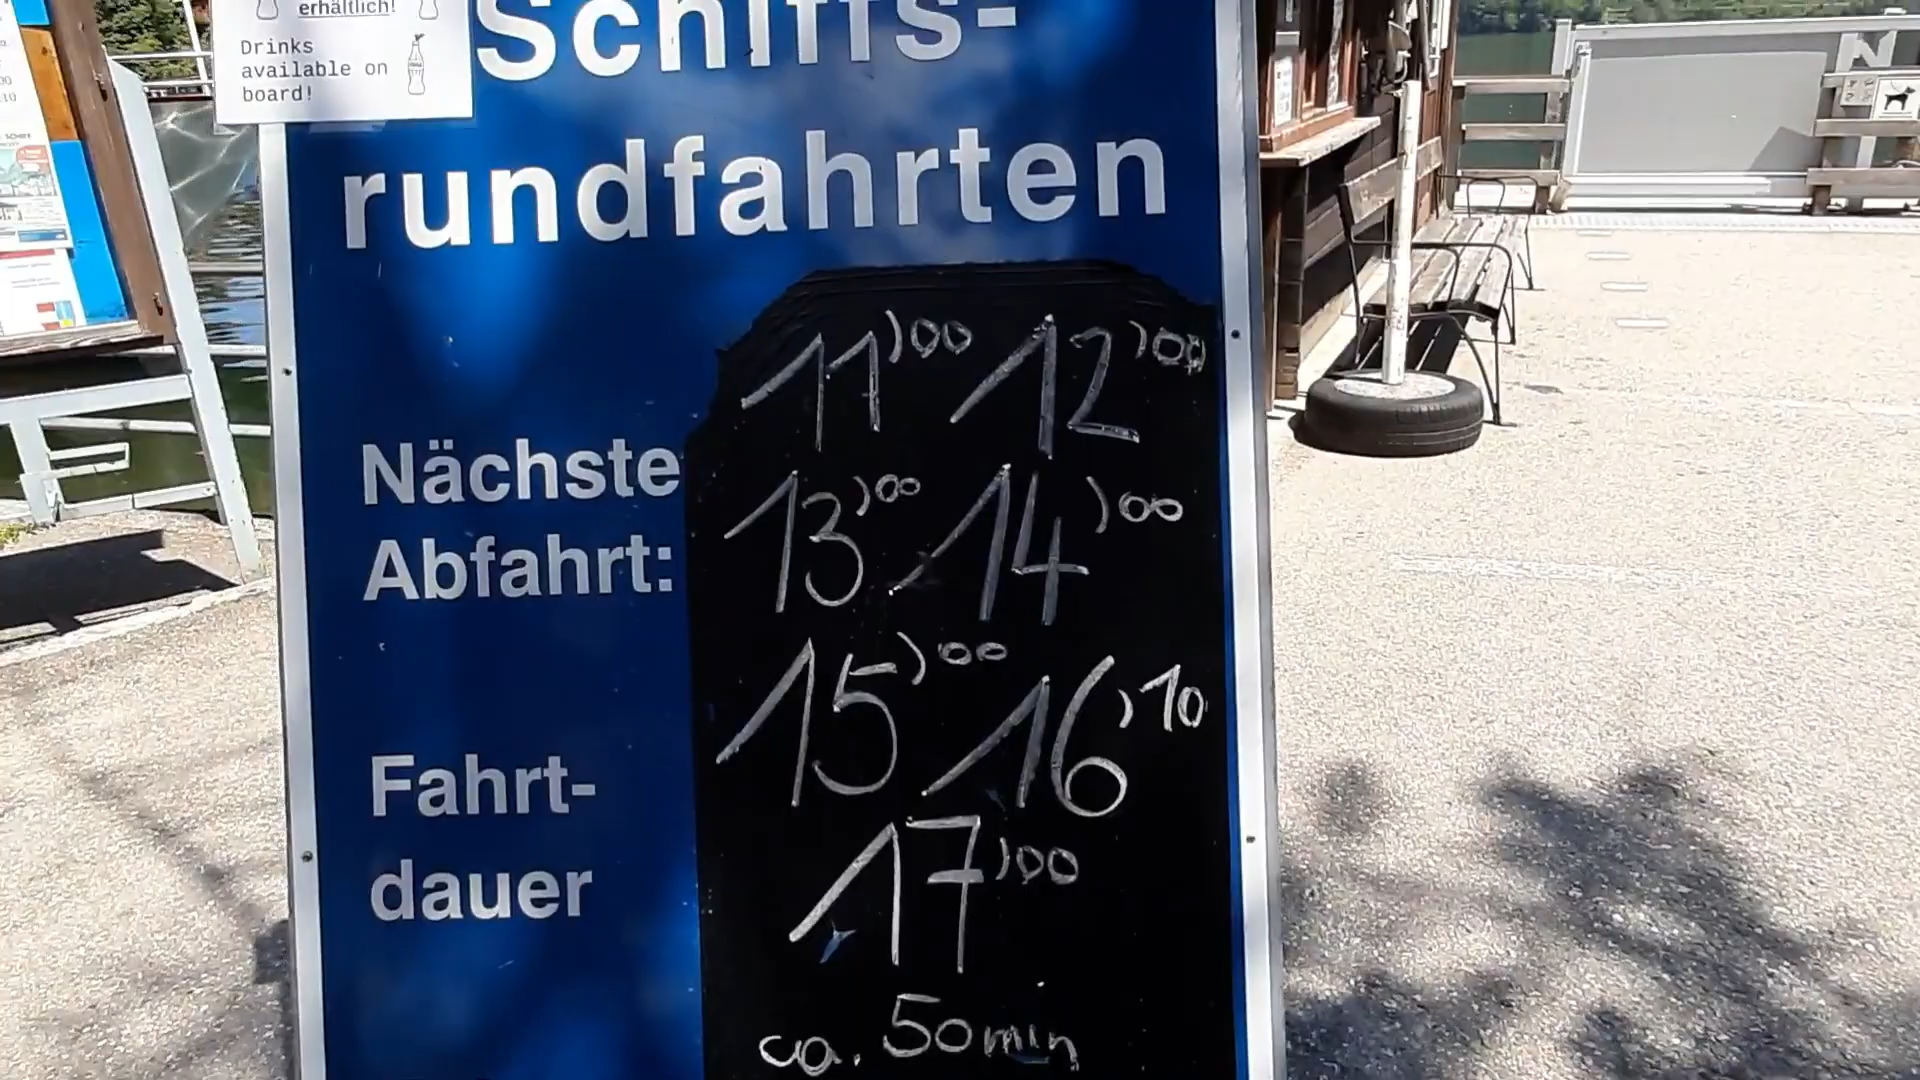 erhältlich!
Drinks
available on
board!
Schiffs-
rundfahrten
Nächste
Abfahrt:
11,00 12,00
13,00 14,00
15,00 16,10
17,00
Fahrt-
dauer
ca. 50 min